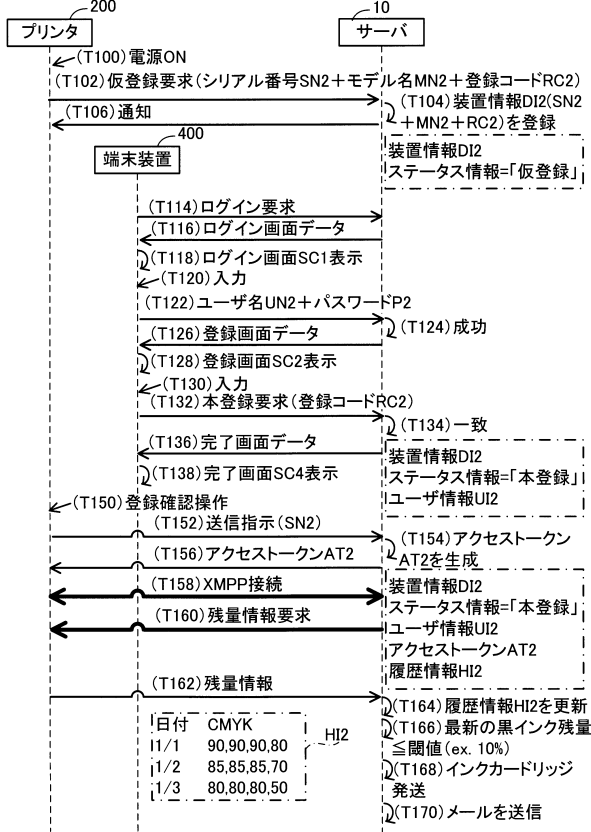 200
10
プリンタ
サーバ
(T100)電源ON
(T102)仮登録要求(シリアル番号SN2+モデル名MN2+登録コードRC2)
(T104)装置情報DI2(SN2
+MN2+RC2)を登録
(T106)通知
400
端末装置
装置情報DI2
ステータス情報=「仮登録」
(T114)ログイン要求
(T116)ログイン画面データ
(T118)ログイン画面SC1表示
(T120)入力
(T122)ユーザ名UN2+パスワードP2
(T124)成功
(T126)登録画面データ
(T128)登録画面SC2表示
(T130)入力
(T132)本登録要求(登録コードRC2)
(T134)一致
(T136)完了画面データ
(T138)完了画面SC4表示
装置情報DI2
ステータス情報=「本登録」
ユーザ情報UI2
(T150)登録確認操作
(T152)送信指示(SN2)
(T154)アクセストークン
AT2を生成
(T156)アクセストークンAT2
(T158)XMPP接続
(T160)残量情報要求
装置情報DI2
ステータス情報=「本登録」
ユーザ情報UI2
アクセストークンAT2
履歴情報HI2
(T162)残量情報
(T164)履歴情報HI2を更新
(T166)最新の黒インク残量
≦閾値(ex. 10%)
(T168)インクカードリッジ
発送
(T170)メールを送信
日付 CMYK
1/1 90,90,90,80
1/2 85,85,85,70
1/3 80,80,80,50
HI2